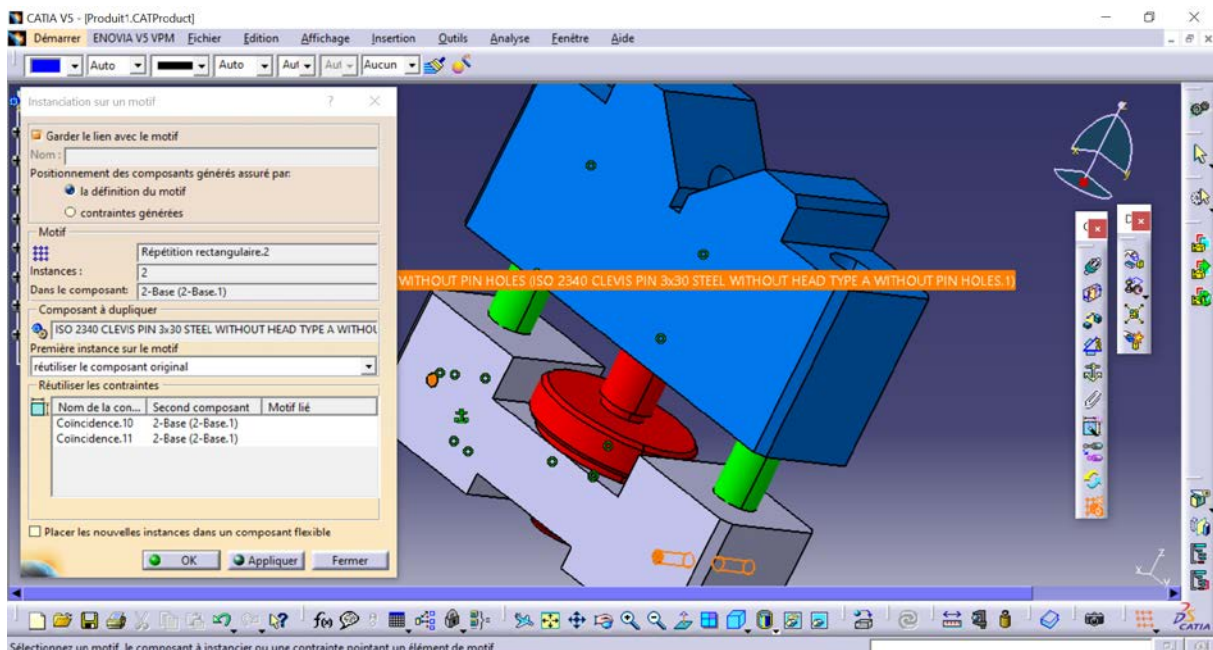 CATIA V5 - [Produit1.CATProduct]
Démarrer ENOVIA V5 VPM Fichier Edition Affichage Insertion Outils Analyse Fenêtre Aide
Auto Auto Aut Aut Aucun
Instanciation sur un motif
Garder le lien avec le motif
Nom :
Positionnement des composants générés assuré par:
la définition du motif
contraintes générées
Motif
Répétition rectangulaire.2
Instances : 2
Dans le composant: 2-Base (2-Base.1)
Composant à dupliquer
ISO 2340 CLEVIS PIN 3x30 STEEL WITHOUT HEAD TYPE A WITHOU
Première instance sur le motif
réutiliser le composant original
Réutiliser les contraintes
Nom de la con... Second composant Motif lié
Coïncidence.10 2-Base (2-Base.1)
Coïncidence.11 2-Base (2-Base.1)
Placer les nouvelles instances dans un composant flexible
OK Appliquer Fermer
WITHOUT PIN HOLES (ISO 2340 CLEVIS PIN 3x30 STEEL WITHOUT HEAD TYPE A WITHOUT PIN HOLES.1)
z
f(x)
CATIA
Sélectionnez un motif, le composant à instancier ou une contrainte pointant un élément de motif